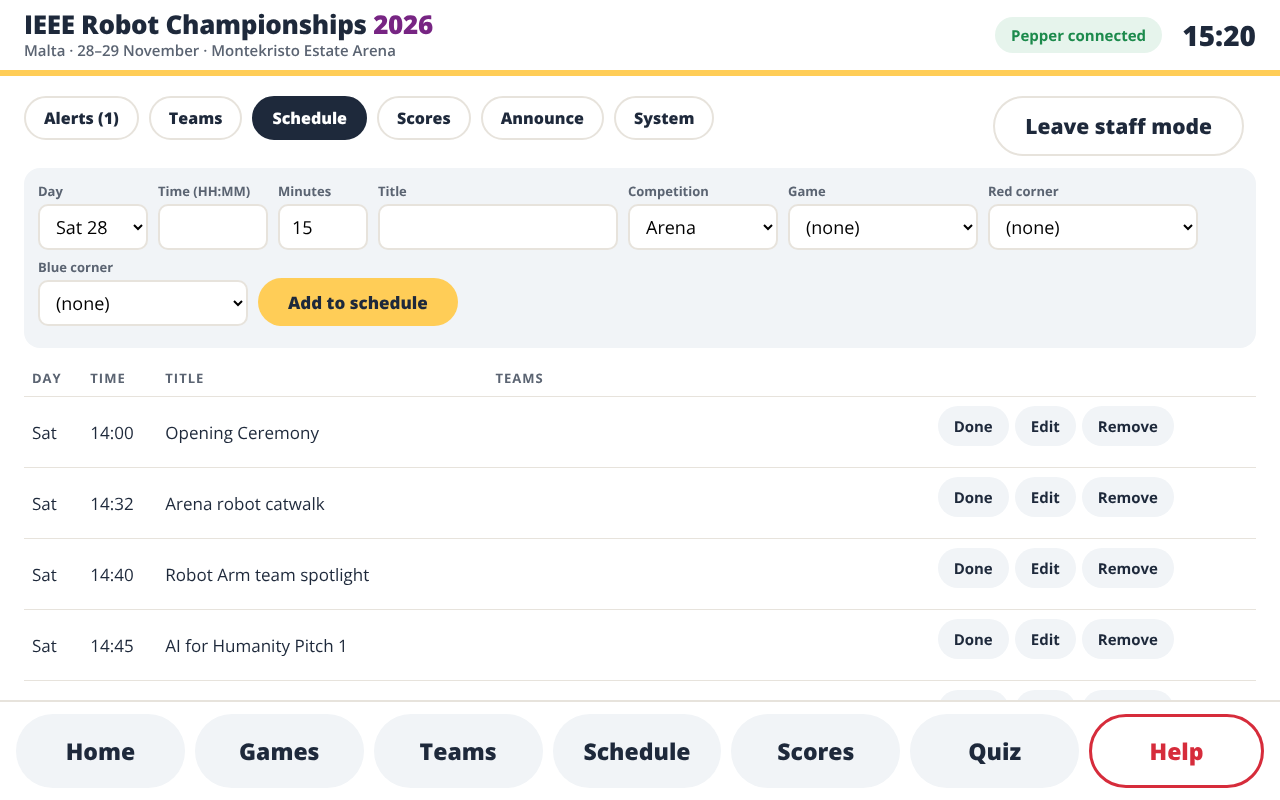 IEEE Robot Championships 2026
Malta · 28–29 November · Montekristo Estate Arena
Pepper connected
15:20
Alerts (1)
Teams
Schedule
Scores
Announce
System
Leave staff mode
Day
Time (HH:MM)
Minutes
Title
Competition
Game
Red corner
Sat 28
15
Arena
(none)
(none)
Blue corner
(none)
Add to schedule
DAY TIME TITLE TEAMS
Sat 14:00 Opening Ceremony Done Edit Remove
Sat 14:32 Arena robot catwalk Done Edit Remove
Sat 14:40 Robot Arm team spotlight Done Edit Remove
Sat 14:45 AI for Humanity Pitch 1 Done Edit Remove
Home
Games
Teams
Schedule
Scores
Quiz
Help